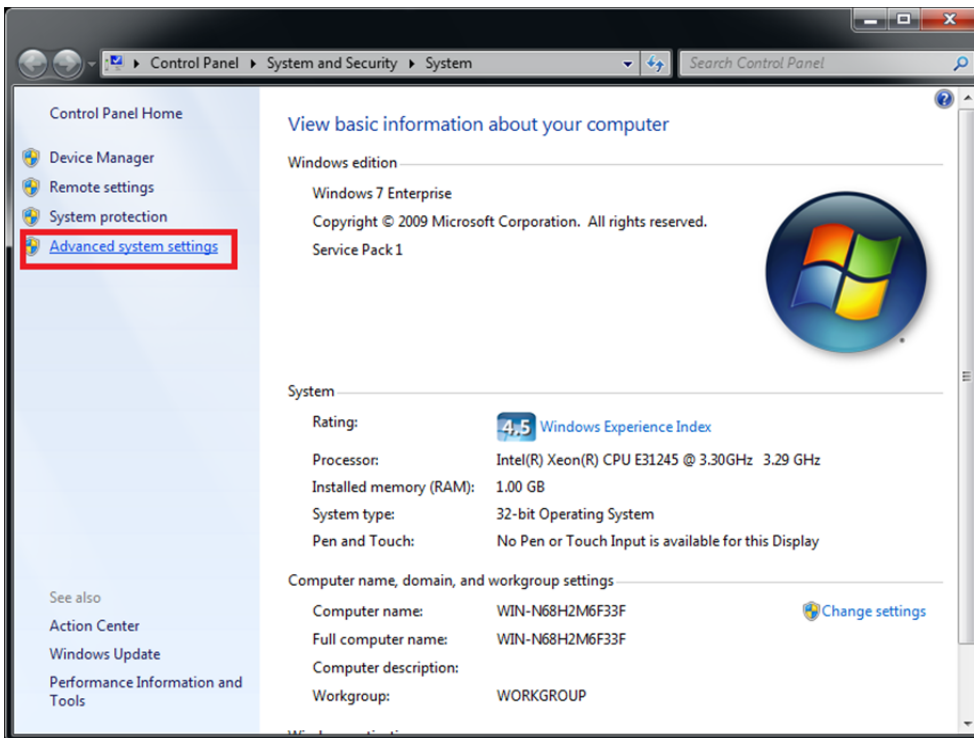 Control Panel ▸ System and Security ▸ System
Search Control Panel
Control Panel Home
Device Manager
Remote settings
System protection
Advanced system settings
See also
Action Center
Windows Update
Performance Information and
Tools
View basic information about your computer
Windows edition
Windows 7 Enterprise
Copyright © 2009 Microsoft Corporation. All rights reserved.
Service Pack 1
System
Rating: 4,5 Windows Experience Index
Processor: Intel(R) Xeon(R) CPU E31245 @ 3.30GHz 3.29 GHz
Installed memory (RAM): 1.00 GB
System type: 32-bit Operating System
Pen and Touch: No Pen or Touch Input is available for this Display
Computer name, domain, and workgroup settings
Computer name: WIN-N68H2M6F33F Change settings
Full computer name: WIN-N68H2M6F33F
Computer description:
Workgroup: WORKGROUP